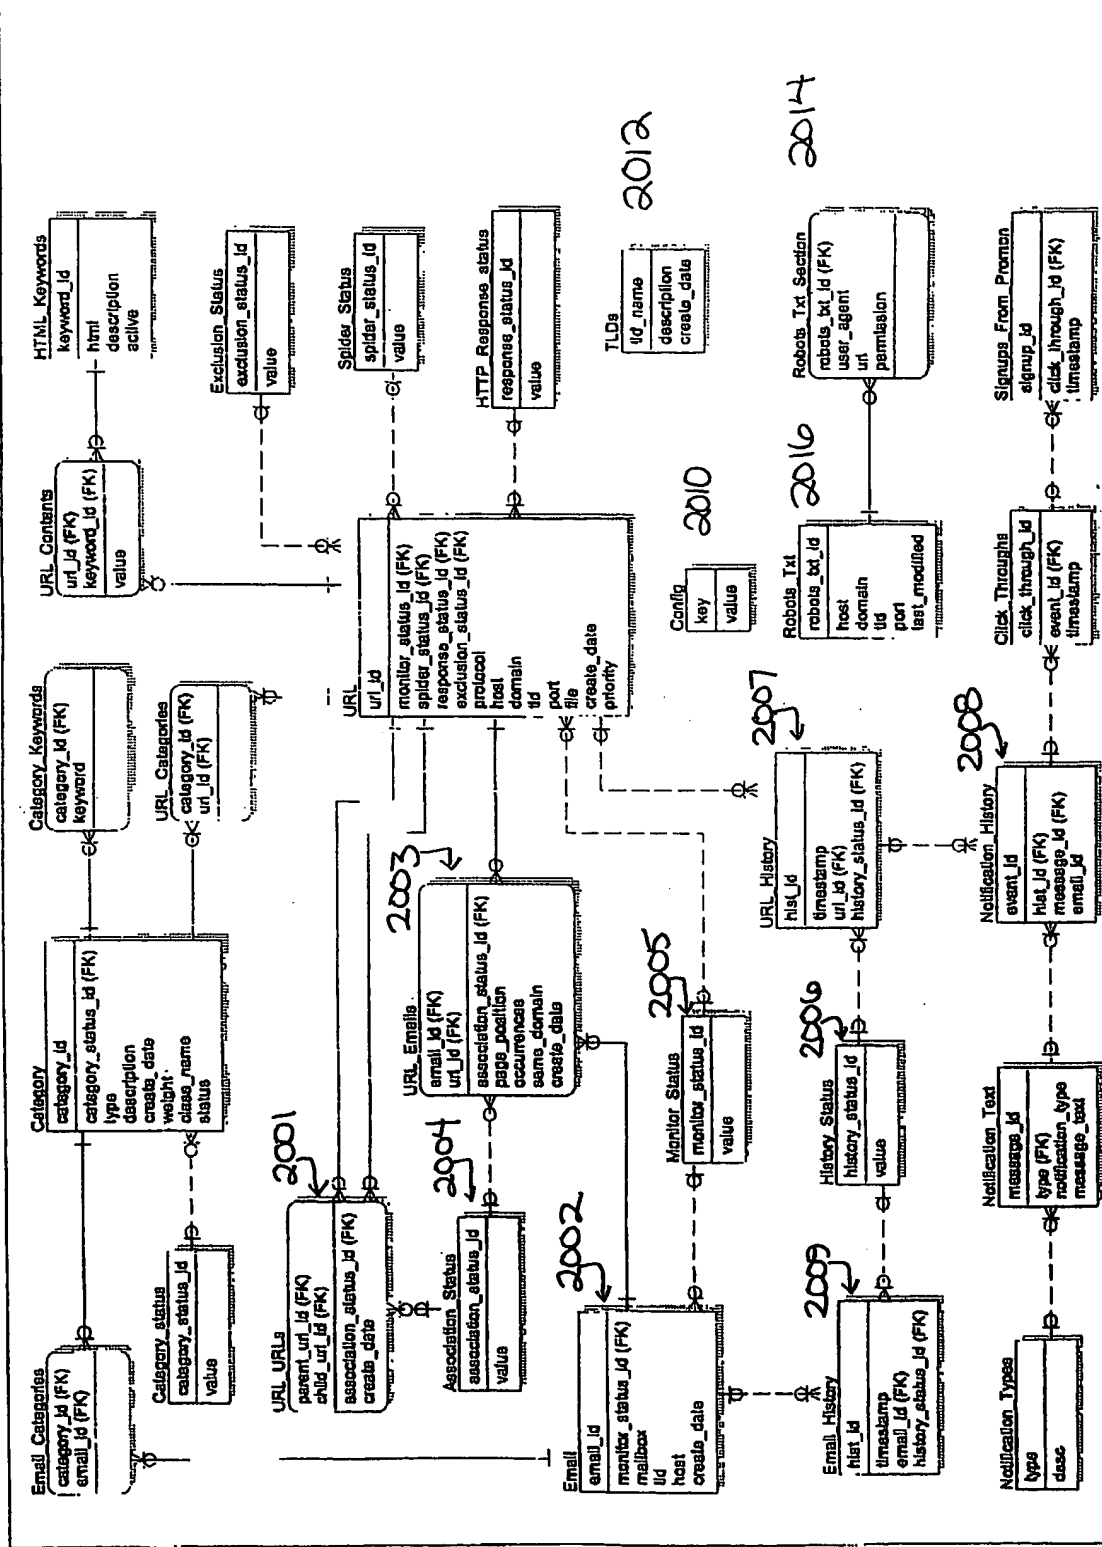 Email_Categories
category_id (FK)
email_id (FK)
Category
category_id
category_status_id (FK)
type
description
create_date
weight
class_name
status
Category_Keywords
category_id (FK)
keyword
URL_Contents
url_id (FK)
keyword_id (FK)
value
HTML_Keywords
keyword_id
html
description
active
Category_status
category_status_id
value
URL_Categories
category_id (FK)
url_id (FK)
Exclusion_Status
exclusion_status_id
value
URL_URLs
2001
parent_url_id (FK)
child_url_id (FK)
association_status_id (FK)
create_date
Spider_Status
spider_status_id
value
URL
url_id
monitor_status_id (FK)
spider_status_id (FK)
response_status_id (FK)
exclusion_status_id (FK)
protocol
host
domain
tld
port
file
create_date
priority
HTTP_Response_status
response_status_id
value
Association_Status
2004
association_status_id
value
URL_Emails
2003
email_id (FK)
url_id (FK)
association_status_id (FK)
page_position
occurrences
same_domain
create_date
Email
2002
email_id
monitor_status_id (FK)
mailbox
tld
host
create_date
Monitor_Status
2005
monitor_status_id
value
Config
2010
key
value
TLDs
2012
tld_name
description
create_date
Email_History
2009
hist_id
timestamp
email_id (FK)
history_status_id (FK)
History_Status
2006
history_status_id
value
URL_History
2007
hist_id
timestamp
url_id (FK)
history_status_id (FK)
Robots_Txt
2016
robots_txt_id
host
domain
tld
port
last_modified
Robots_Txt_Section
2014
robots_txt_id (FK)
user_agent
url
permission
Notification_Types
type
desc
Notification_Text
message_id
type (FK)
notification_type
message_text
Notification_History
2008
event_id
hist_id (FK)
message_id (FK)
email_id
Click_Throughs
click_through_id
event_id (FK)
timestamp
Signups_From_Promon
signup_id
click_through_id (FK)
timestamp